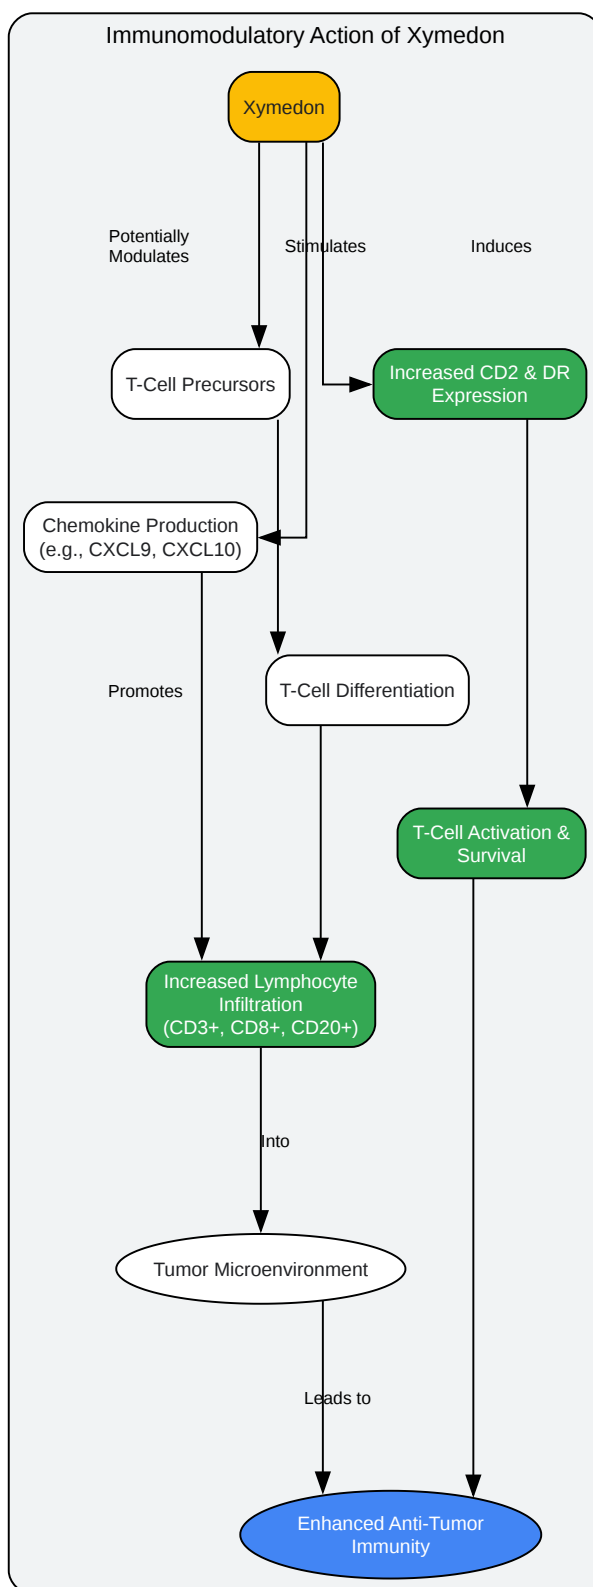 Immunomodulatory Action of Xymedon
Xymedon
Potentially
Modulates
Stimulates
Induces
T-Cell Precursors
Increased CD2 & DR
Expression
Chemokine Production
(e.g., CXCL9, CXCL10)
Promotes
T-Cell Differentiation
T-Cell Activation &
Survival
Increased Lymphocyte
Infiltration
(CD3+, CD8+, CD20+)
Into
Tumor Microenvironment
Leads to
Enhanced Anti-Tumor
Immunity